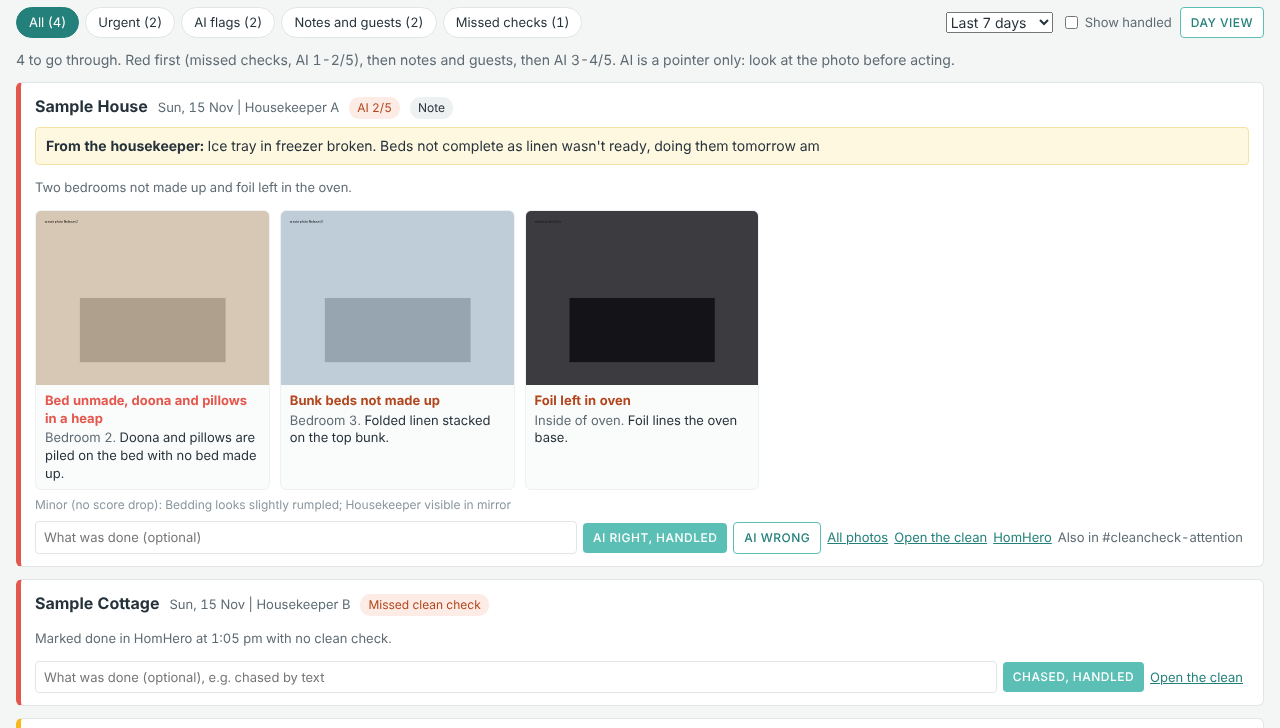 All (4) Urgent (2) AI flags (2) Notes and guests (2) Missed checks (1) Last 7 days Show handled DAY VIEW
4 to go through. Red first (missed checks, AI 1-2/5), then notes and guests, then AI 3-4/5. AI is a pointer only: look at the photo before acting.
Sample House Sun, 15 Nov | Housekeeper A AI 2/5 Note
From the housekeeper: Ice tray in freezer broken. Beds not complete as linen wasn't ready, doing them tomorrow am
Two bedrooms not made up and foil left in the oven.
Bed unmade, doona and pillows
in a heap
Bedroom 2. Doona and pillows are
piled on the bed with no bed made
up.
Bunk beds not made up
Bedroom 3. Folded linen stacked
on the top bunk.
Foil left in oven
Inside of oven. Foil lines the oven
base.
Minor (no score drop): Bedding looks slightly rumpled; Housekeeper visible in mirror
What was done (optional) AI RIGHT, HANDLED AI WRONG All photos Open the clean HomHero Also in #cleancheck-attention
Sample Cottage Sun, 15 Nov | Housekeeper B Missed clean check
Marked done in HomHero at 1:05 pm with no clean check.
What was done (optional), e.g. chased by text CHASED, HANDLED Open the clean